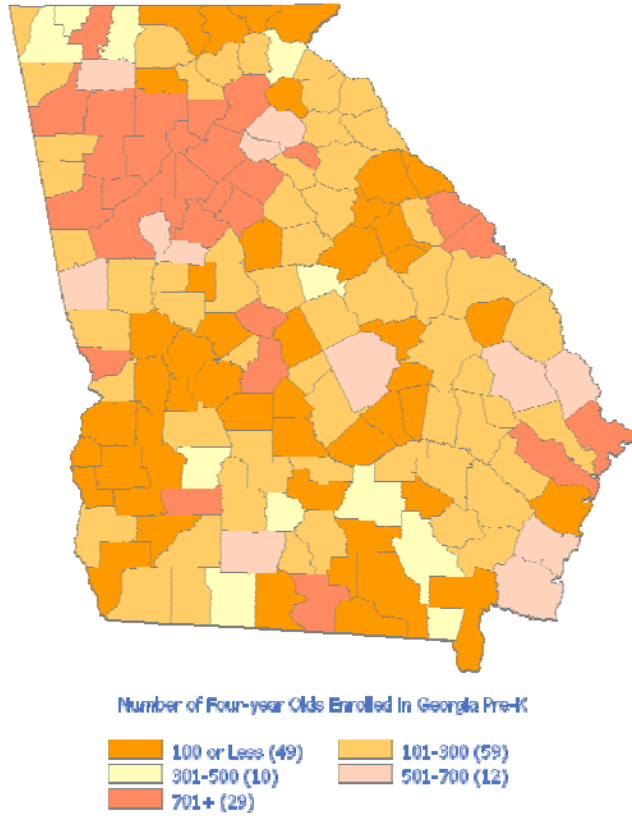 Number of Four-year Olds Enrolled in Georgia Pre-K
100 or Less (49) 101-300 (59)
301-500 (10) 501-700 (12)
701+ (29)